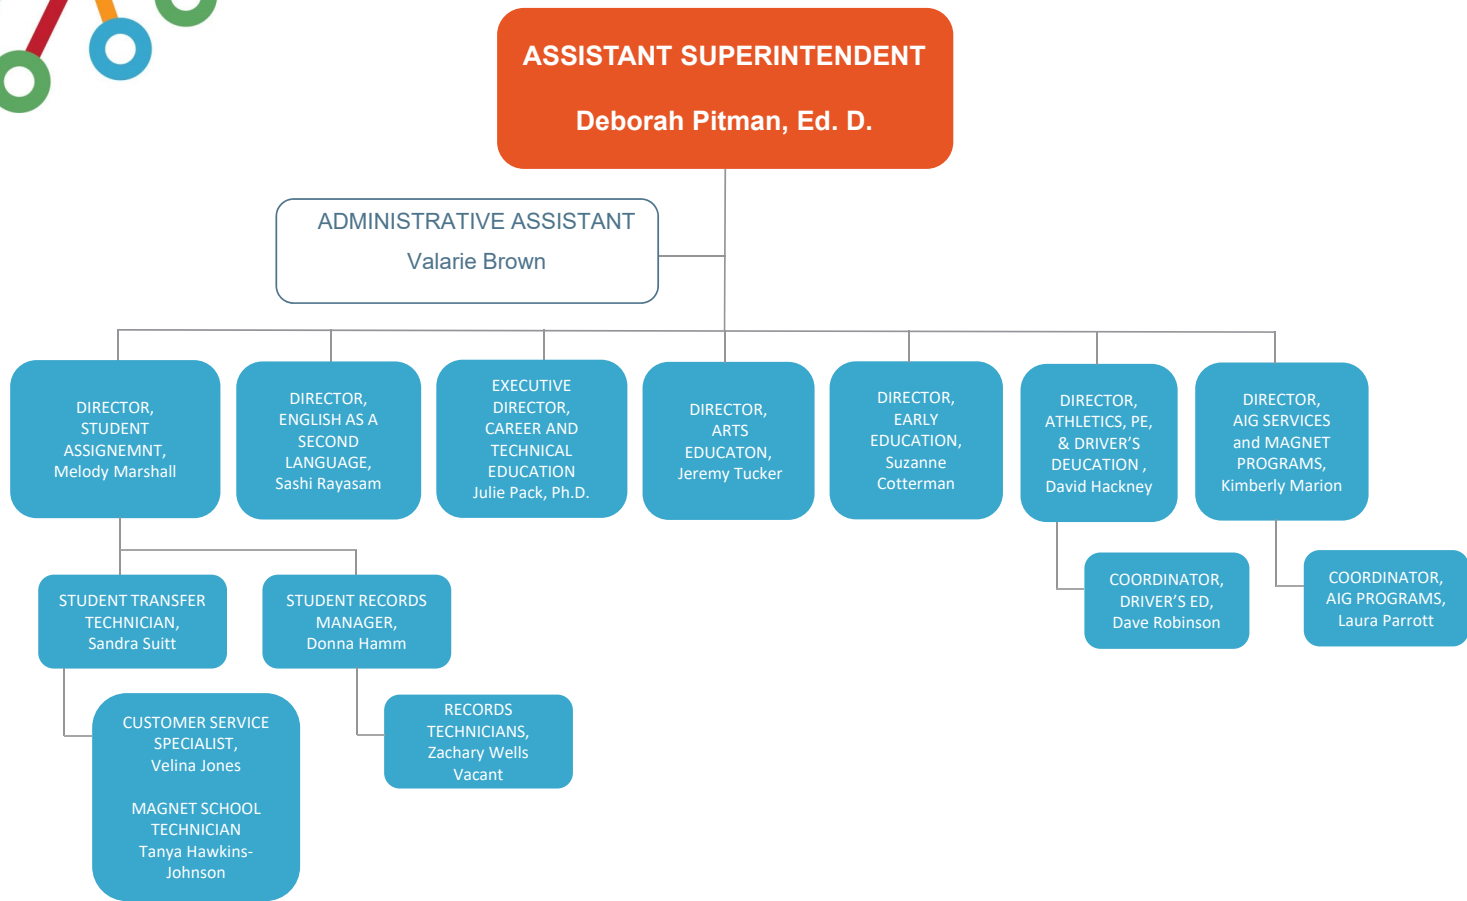 ASSISTANT SUPERINTENDENT
Deborah Pitman, Ed. D.
ADMINISTRATIVE ASSISTANT
Valarie Brown
DIRECTOR,
STUDENT
ASSIGNEMNT,
Melody Marshall
DIRECTOR,
ENGLISH AS A
SECOND
LANGUAGE,
Sashi Rayasam
EXECUTIVE
DIRECTOR,
CAREER AND
TECHNICAL
EDUCATION
Julie Pack, Ph.D.
DIRECTOR,
ARTS
EDUCATON,
Jeremy Tucker
DIRECTOR,
EARLY
EDUCATION,
Suzanne
Cotterman
DIRECTOR,
ATHLETICS, PE,
& DRIVER’S
DEUCATION ,
David Hackney
DIRECTOR,
AIG SERVICES
and MAGNET
PROGRAMS,
Kimberly Marion
STUDENT TRANSFER
TECHNICIAN,
Sandra Suitt
STUDENT RECORDS
MANAGER,
Donna Hamm
COORDINATOR,
DRIVER’S ED,
Dave Robinson
COORDINATOR,
AIG PROGRAMS,
Laura Parrott
CUSTOMER SERVICE
SPECIALIST,
Velina Jones
MAGNET SCHOOL
TECHNICIAN
Tanya Hawkins-
Johnson
RECORDS
TECHNICIANS,
Zachary Wells
Vacant